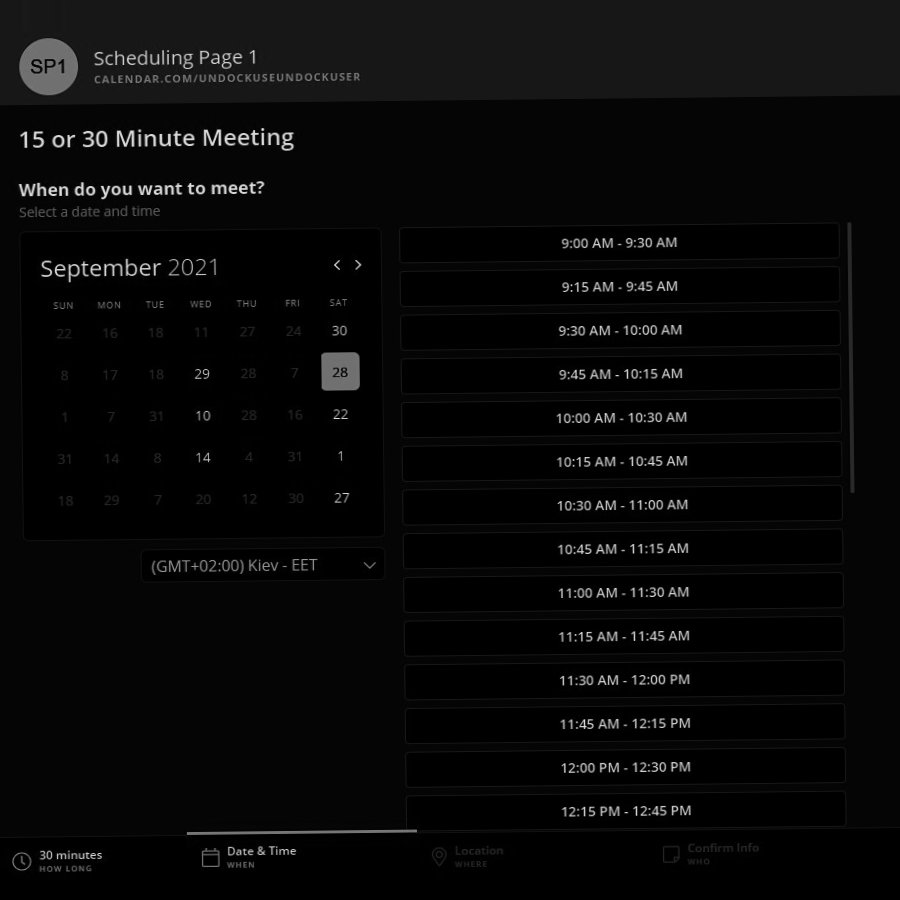 SP1
Scheduling Page 1
CALENDAR.COM/UNDOCKUSEUNDOCKUSER
15 or 30 Minute Meeting
When do you want to meet?
Select a date and time
September 2021
SUN MON TUE WED THU FRI SAT
22 16 18 11 27 24 30
8 17 18 29 28 7 28
1 7 31 10 28 16 22
31 14 8 14 4 31 1
18 29 7 20 12 30 27
(GMT+02:00) Kiev - EET
9:00 AM - 9:30 AM
9:15 AM - 9:45 AM
9:30 AM - 10:00 AM
9:45 AM - 10:15 AM
10:00 AM - 10:30 AM
10:15 AM - 10:45 AM
10:30 AM - 11:00 AM
10:45 AM - 11:15 AM
11:00 AM - 11:30 AM
11:15 AM - 11:45 AM
11:30 AM - 12:00 PM
11:45 AM - 12:15 PM
12:00 PM - 12:30 PM
12:15 PM - 12:45 PM
30 minutes
HOW LONG
Date & Time
WHEN
Location
WHERE
Confirm Info
WHO